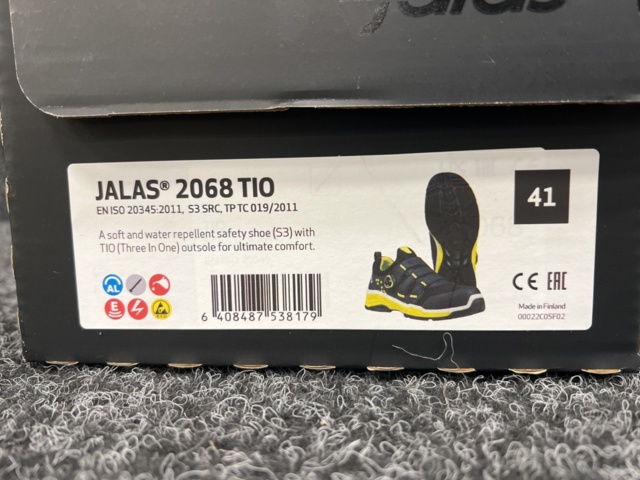 Jalas
JALAS® 2068 TIO
EN ISO 20345:2011, S3 SRC, TP TC 019/2011
A soft and water repellent safety shoe (S3) with
TIO (Three In One) outsole for ultimate comfort.
41
AL
E
6 408487 538179
CE EAC
Made in Finland
00022C05F02